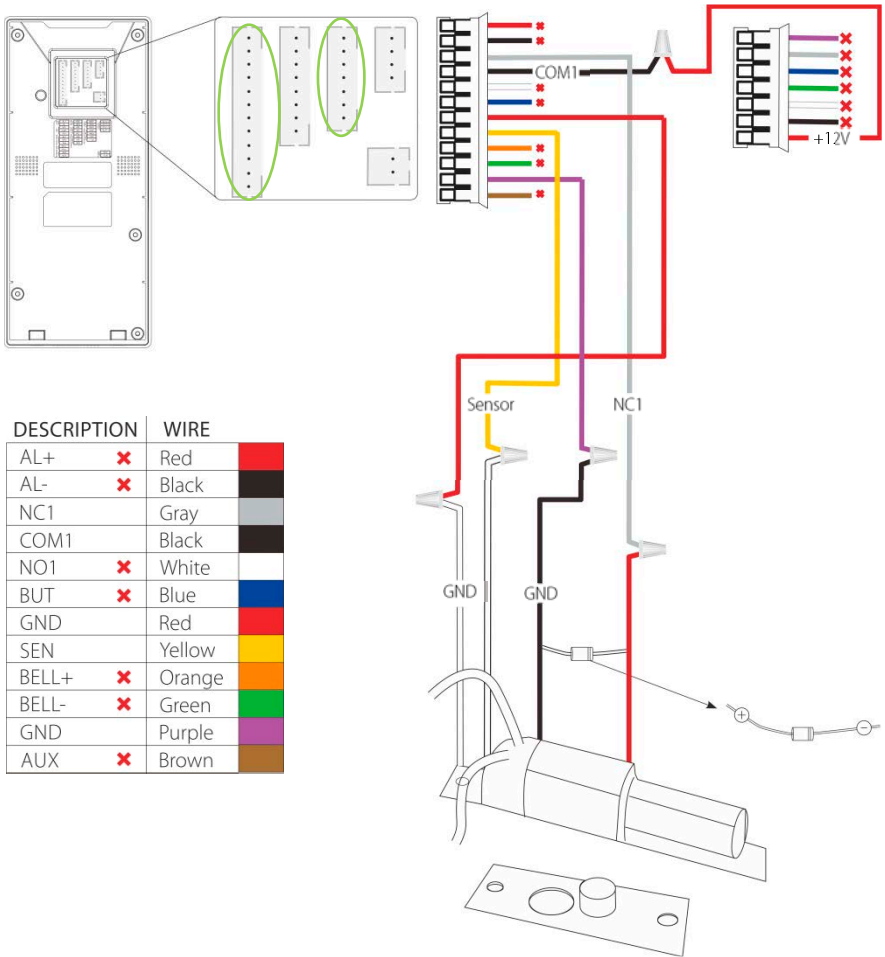 COM1
+12V
Sensor
NC1
GND
GND
DESCRIPTION WIRE
AL+ ✖ Red
AL- ✖ Black
NC1 Gray
COM1 Black
NO1 ✖ White
BUT ✖ Blue
GND Red
SEN Yellow
BELL+ ✖ Orange
BELL- ✖ Green
GND Purple
AUX ✖ Brown